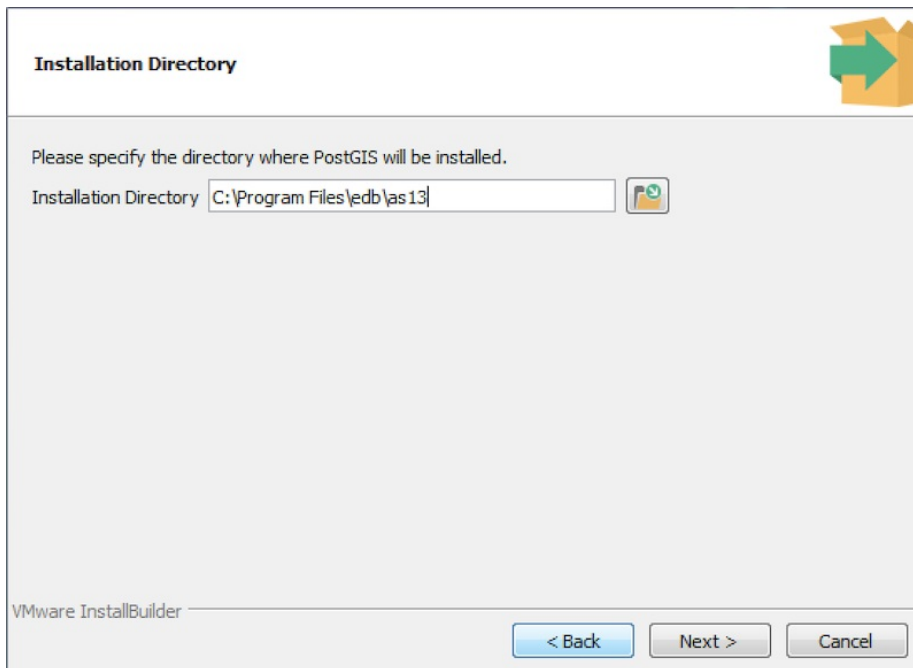 Installation Directory
Please specify the directory where PostGIS will be installed.
Installation Directory C:\Program Files\edb\as13
VMware InstallBuilder
< Back Next > Cancel